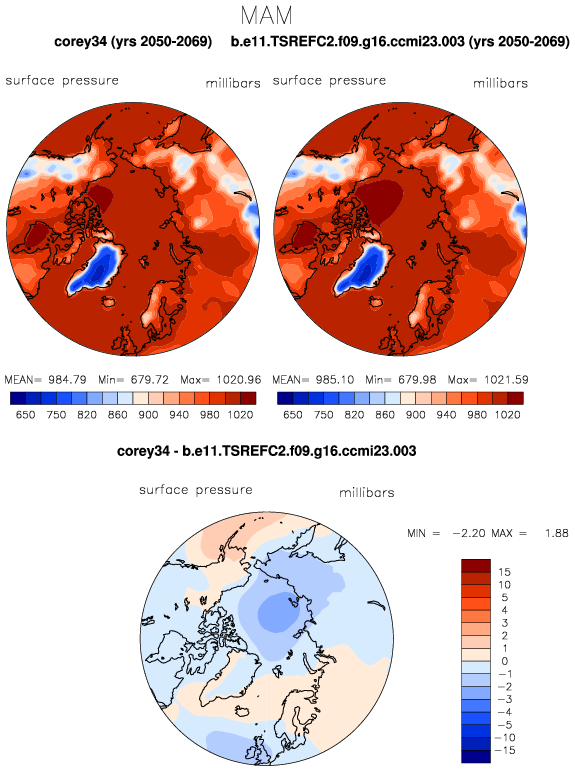 MAM
corey34 (yrs 2050-2069) b.e11.TSREFC2.f09.g16.ccmi23.003 (yrs 2050-2069)
surface pressure millibars surface pressure millibars
MEAN= 984.79 Min= 679.72 Max= 1020.96 MEAN= 985.10 Min= 679.98 Max= 1021.59
650 750 820 860 900 940 980 1020 650 750 820 860 900 940 980 1020
corey34 - b.e11.TSREFC2.f09.g16.ccmi23.003
surface pressure millibars
MIN = -2.20 MAX = 1.88
15
10
5
4
3
2
1
0
-1
-2
-3
-4
-5
-10
-15